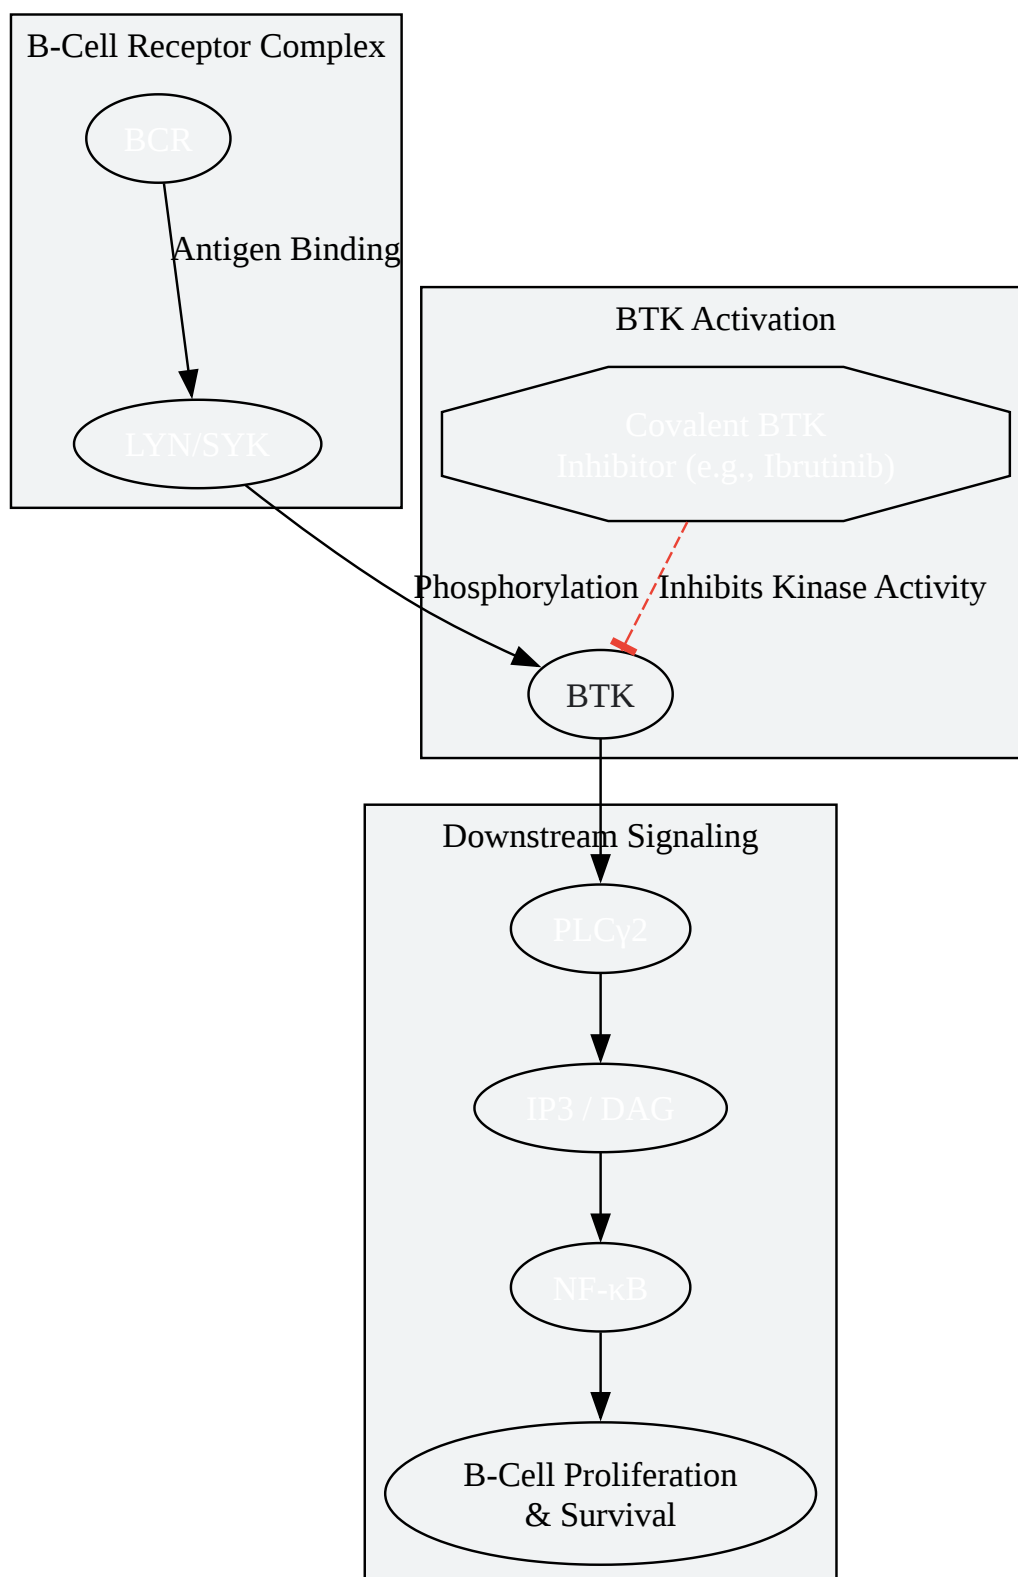 B-Cell Receptor Complex
BCR
Antigen Binding
LYN/SYK
BTK Activation
Covalent BTK
Inhibitor (e.g., Ibrutinib)
Phosphorylation
Inhibits Kinase Activity
BTK
Downstream Signaling
PLCγ2
IP3 / DAG
NF-κB
B-Cell Proliferation
& Survival